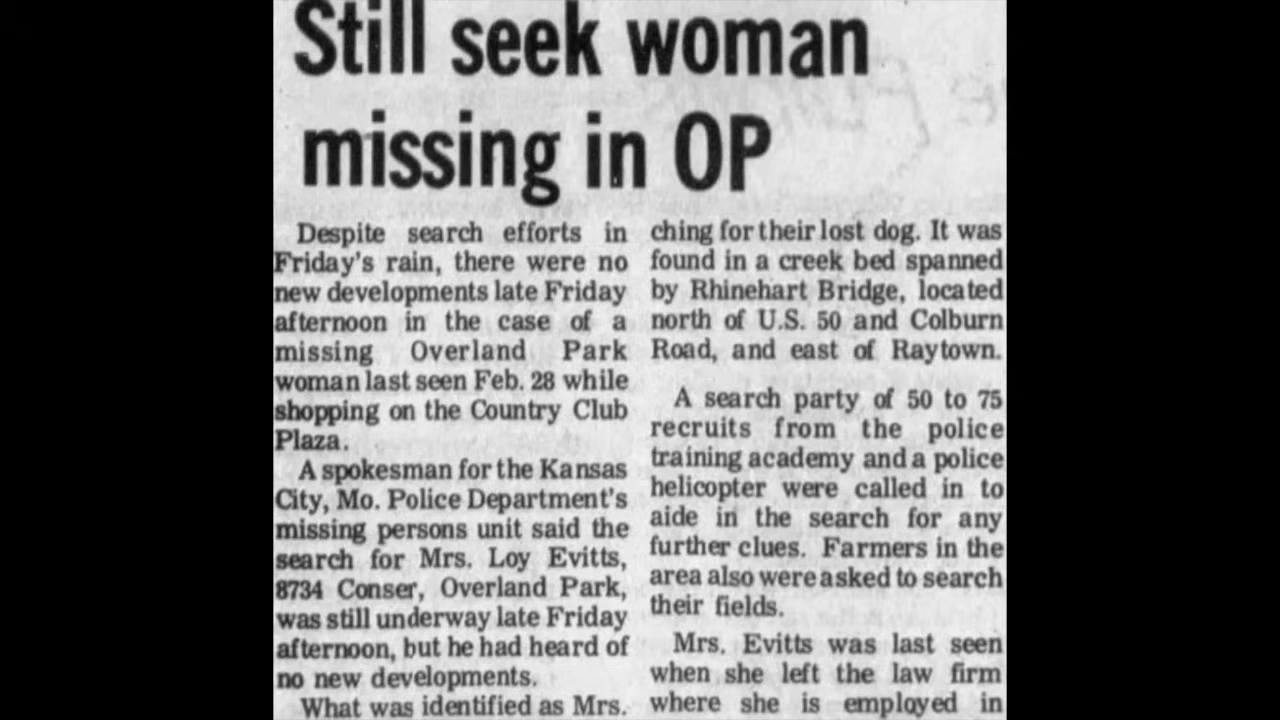 Still seek woman
missing in OP
Despite search efforts in
Friday's rain, there were no
new developments late Friday
afternoon in the case of a
missing Overland Park
woman last seen Feb. 28 while
shopping on the Country Club
Plaza.
A spokesman for the Kansas
City, Mo. Police Department's
missing persons unit said the
search for Mrs. Loy Evitts,
8734 Conser, Overland Park,
was still underway late Friday
afternoon, but he had heard of
no new developments.
What was identified as Mrs.
ching for their lost dog. It was
found in a creek bed spanned
by Rhinehart Bridge, located
north of U.S. 50 and Colburn
Road, and east of Raytown.
A search party of 50 to 75
recruits from the police
training academy and a police
helicopter were called in to
aide in the search for any
further clues. Farmers in the
area also were asked to search
their fields.
Mrs. Evitts was last seen
when she left the law firm
where she is employed in